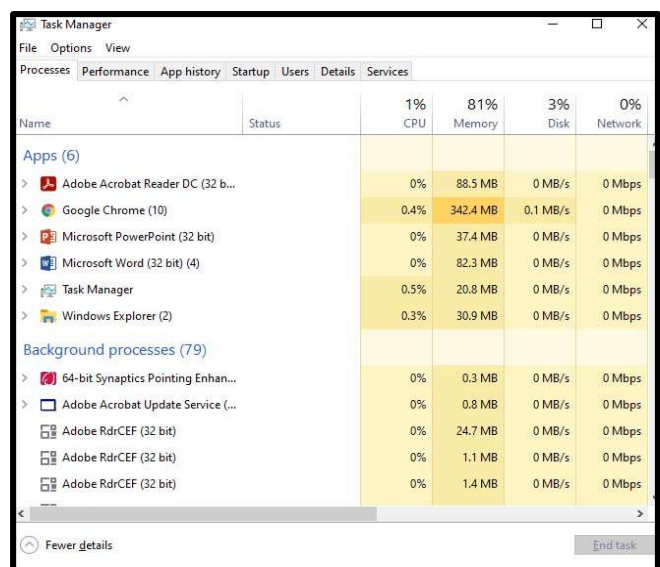 Task Manager
File Options View
Processes Performance App history Startup Users Details Services
1% 81% 3% 0%
Name Status CPU Memory Disk Network
Apps (6)
Adobe Acrobat Reader DC (32 b... 0% 88.5 MB 0 MB/s 0 Mbps
Google Chrome (10) 0.4% 342.4 MB 0.1 MB/s 0 Mbps
Microsoft PowerPoint (32 bit) 0% 37.4 MB 0 MB/s 0 Mbps
Microsoft Word (32 bit) (4) 0% 82.3 MB 0 MB/s 0 Mbps
Task Manager 0.5% 20.8 MB 0 MB/s 0 Mbps
Windows Explorer (2) 0.3% 30.9 MB 0 MB/s 0 Mbps
Background processes (79)
64-bit Synaptics Pointing Enhan... 0% 0.3 MB 0 MB/s 0 Mbps
Adobe Acrobat Update Service (... 0% 0.8 MB 0 MB/s 0 Mbps
Adobe RdrCEF (32 bit) 0% 24.7 MB 0 MB/s 0 Mbps
Adobe RdrCEF (32 bit) 0% 1.1 MB 0 MB/s 0 Mbps
Adobe RdrCEF (32 bit) 0% 1.4 MB 0 MB/s 0 Mbps
Fewer details End task